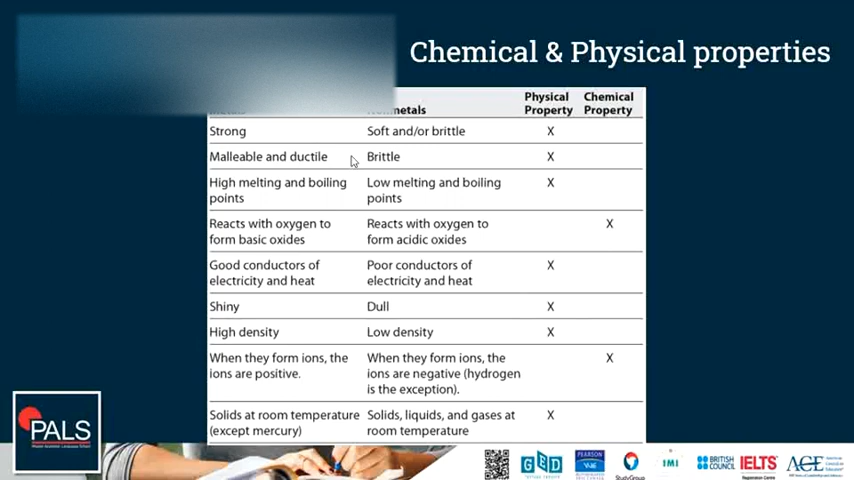 Chemical & Physical properties
Physical Property
Chemical Property
Strong
Soft and/or brittle
X
Malleable and ductile
Brittle
X
High melting and boiling points
Low melting and boiling points
X
Reacts with oxygen to form basic oxides
Reacts with oxygen to form acidic oxides
X
Good conductors of electricity and heat
Poor conductors of electricity and heat
X
Shiny
Dull
X
High density
Low density
X
When they form ions, the ions are positive.
When they form ions, the ions are negative (hydrogen is the exception).
X
Solids at room temperature (except mercury)
Solids, liquids, and gases at room temperature
X
PALS
GED
PEARSON
StudyGroup
IMI
BRITISH COUNCIL
IELTS
ACE